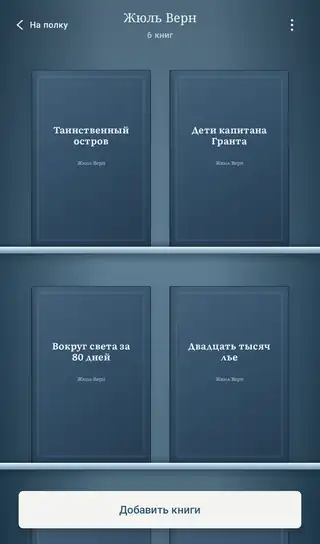 На полку
Жюль Верн
6 книг
Таинственный
остров
Жюль Верн
Дети капитана
Гранта
Жюль Верн
Вокруг света за
80 дней
Жюль Верн
Двадцать тысяч
лье
Жюль Верн
Добавить книги